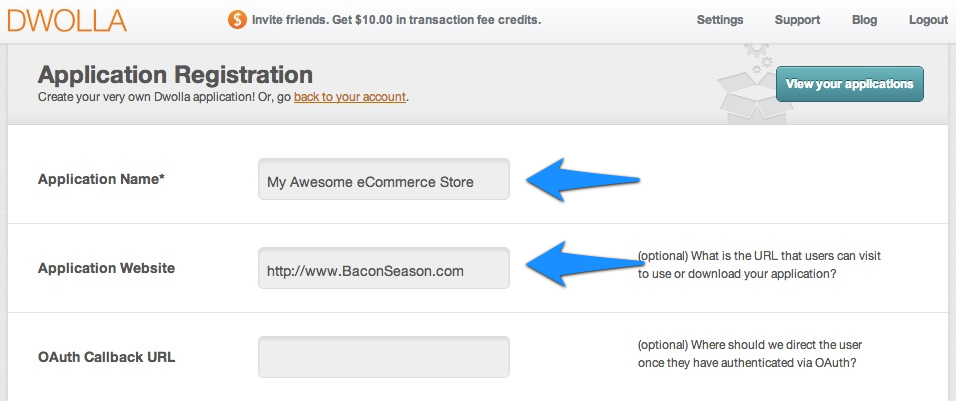 DWOLLA
$ Invite friends. Get $10.00 in transaction fee credits.
Settings
Support
Blog
Logout
Application Registration
Create your very own Dwolla application! Or, go back to your account.
View your applications
Application Name*
My Awesome eCommerce Store
Application Website
http://www.BaconSeason.com
(optional) What is the URL that users can visit
to use or download your application?
OAuth Callback URL
(optional) Where should we direct the user
once they have authenticated via OAuth?